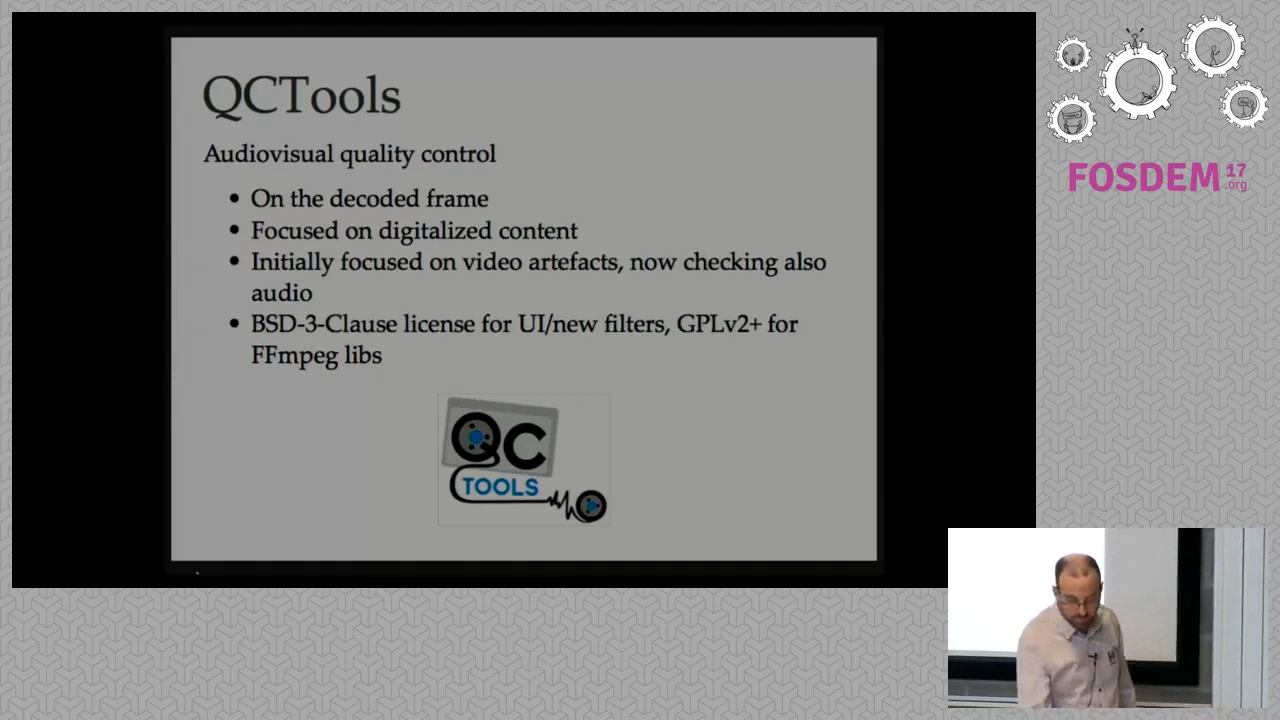 QCTools
Audiovisual quality control
• On the decoded frame
• Focused on digitalized content
• Initially focused on video artefacts, now checking also
audio
• BSD-3-Clause license for UI/new filters, GPLv2+ for
FFmpeg libs
QC
TOOLS
FOSDEM 17
.org